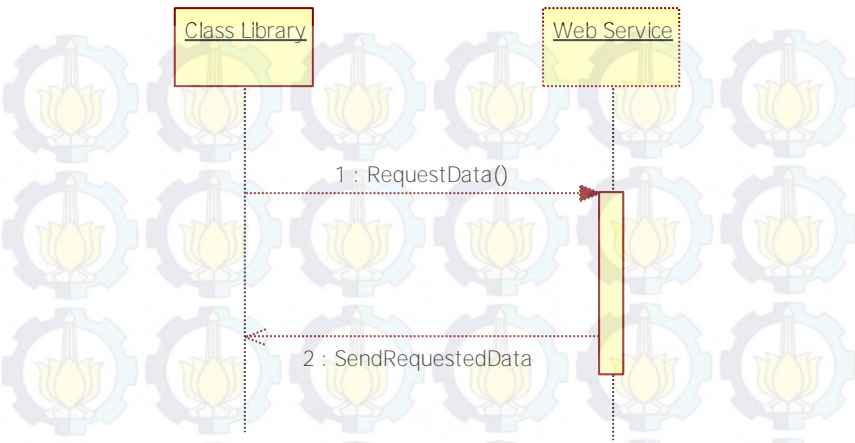 Class Library
Web Service
1 : RequestData()
2 : SendRequestedData